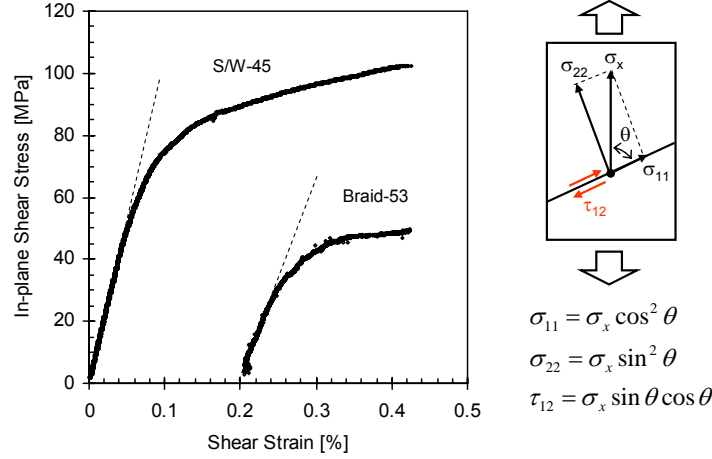 120
100
80
60
40
20
0
In-plane Shear Stress [MPa]
S/W-45
Braid-53
0
0.1
0.2
0.3
0.4
0.5
Shear Strain [%]
σ₂₂
σₓ
θ
σ₁₁
τ₁₂
σ₁₁ = σₓ cos² θ
σ₂₂ = σₓ sin² θ
τ₁₂ = σₓ sin θ cos θ